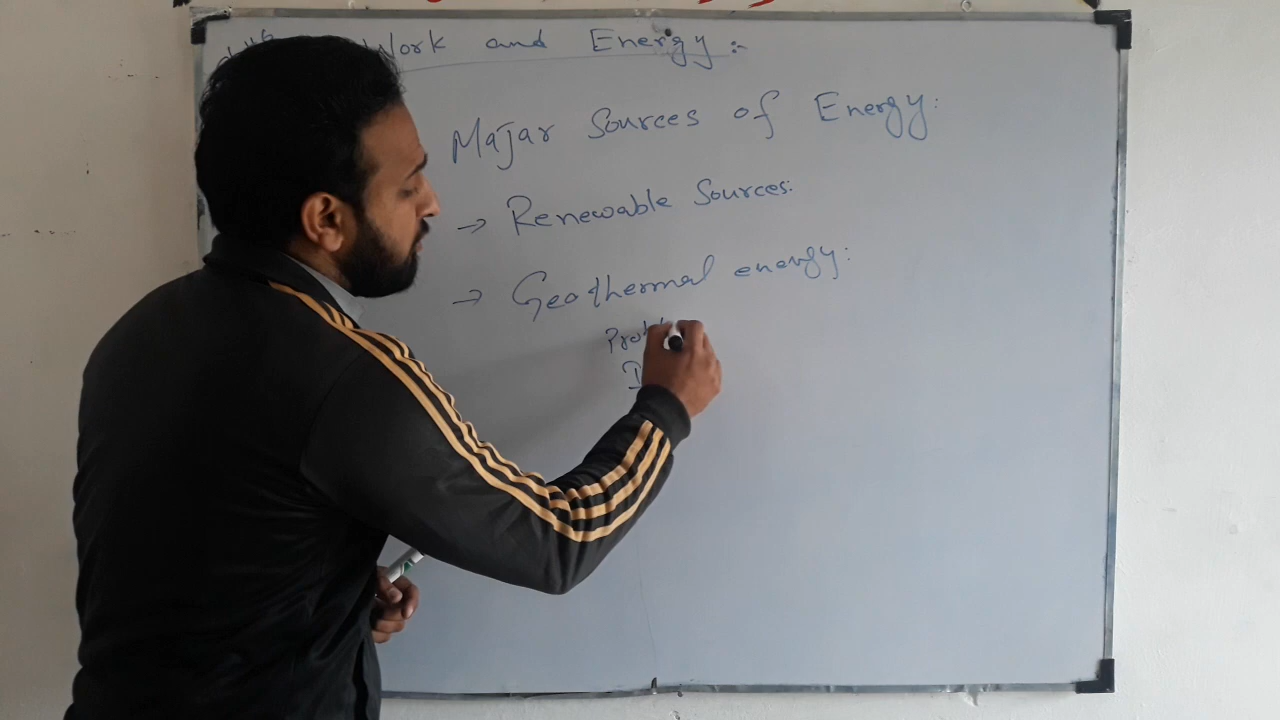 Work and Energy :-
Majar Sources of Energy:
→ Renewable Sources:
→ Geothermal energy: